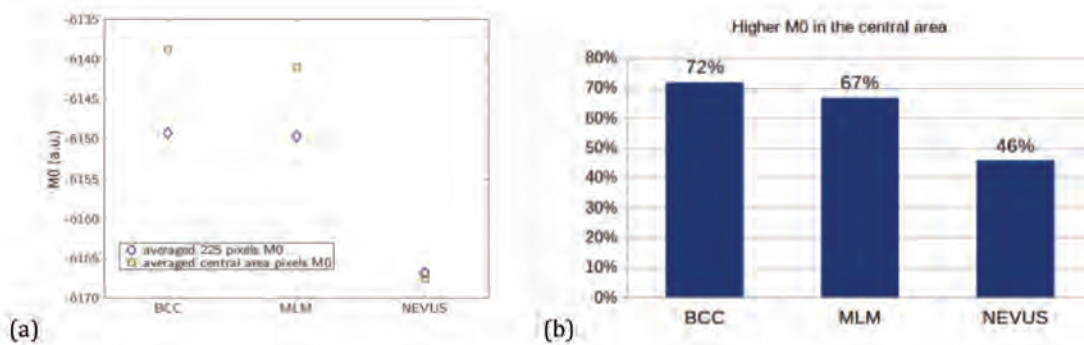 -6135
-6140
-6145
-6150
-6155
-6160
-6165
-6170
M0 (a.u.)
averaged 225 pixels M0
averaged central area pixels M0
BCC MLM NEVUS
(a)
Higher M0 in the central area
80%
70%
60%
50%
40%
30%
20%
10%
0%
72%
67%
46%
BCC MLM NEVUS
(b)